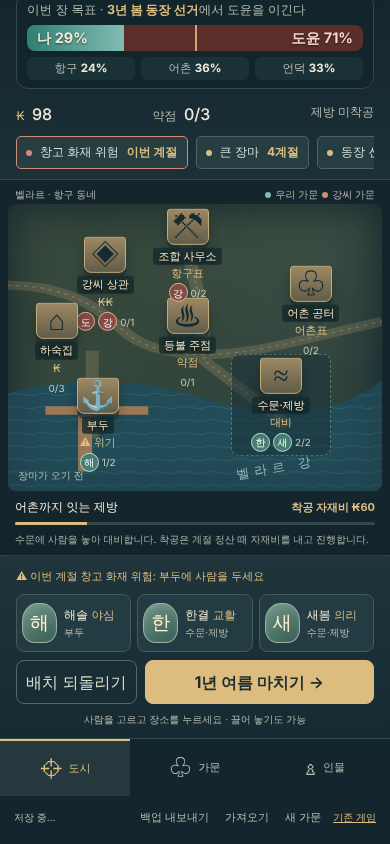 이번 장 목표 · 3년 봄 동장 선거에서 도윤을 이긴다
나 29% 도윤 71%
항구 24% 어촌 36% 언덕 33%
₭ 98 약점 0/3 제방 미착공
창고 화재 위험 이번 계절 큰 장마 4계절 동장 선
벨라르 · 항구 동네 우리 가문 강씨 가문
조합 사무소
항구표
강 0/2
강씨 상관
₭₭
도 강 0/1
어촌 공터
어촌표
0/2
하숙집
₭
0/3
등불 주점
약점
0/1
수문·제방
대비
한 새 2/2
부두
⚠ 위기
해 1/2
장마가 오기 전
벨라르 강
어촌까지 잇는 제방 착공 자재비 ₭60
수문에 사람을 놓아 대비합니다. 착공은 계절 정산 때 자재비를 내고 진행합니다.
⚠ 이번 계절 창고 화재 위험: 부두에 사람을 두세요
해 해솔 야심 부두
한 한결 교활 수문·제방
새 새봄 의리 수문·제방
배치 되돌리기 1년 여름 마치기 →
사람을 고르고 장소를 누르세요 · 끌어 놓기도 가능
도시 가문 인물
저장 중... 백업 내보내기 가져오기 새 가문 기존 게임